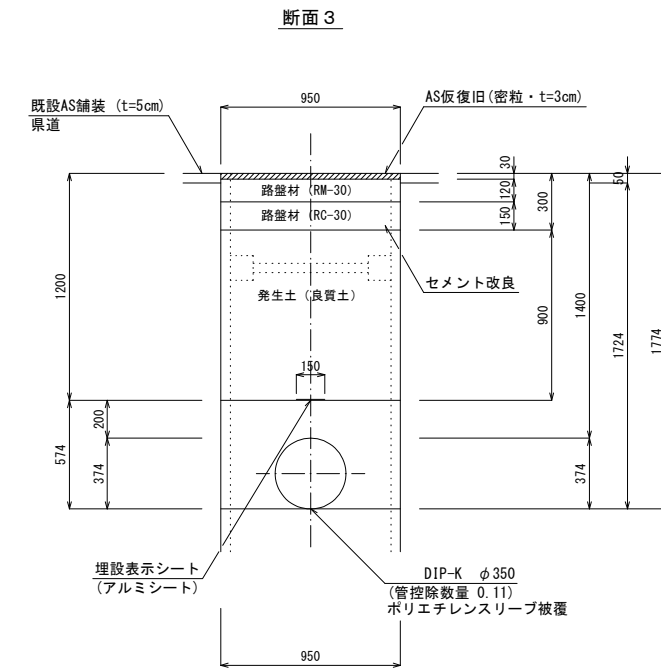 断面３
950
既設AS舗装 (t=5cm)
県道
AS仮復旧(密粒・t=3cm)
30
50
路盤材 (RM-30)
120
路盤材 (RC-30)
150
300
セメント改良
発生土 (良質土)
1200
900
1400
1724
1774
150
200
574
374
374
埋設表示シート
(アルミシート)
DIP-K φ350
(管控除数量 0.11)
ポリエチレンスリーブ被覆
950